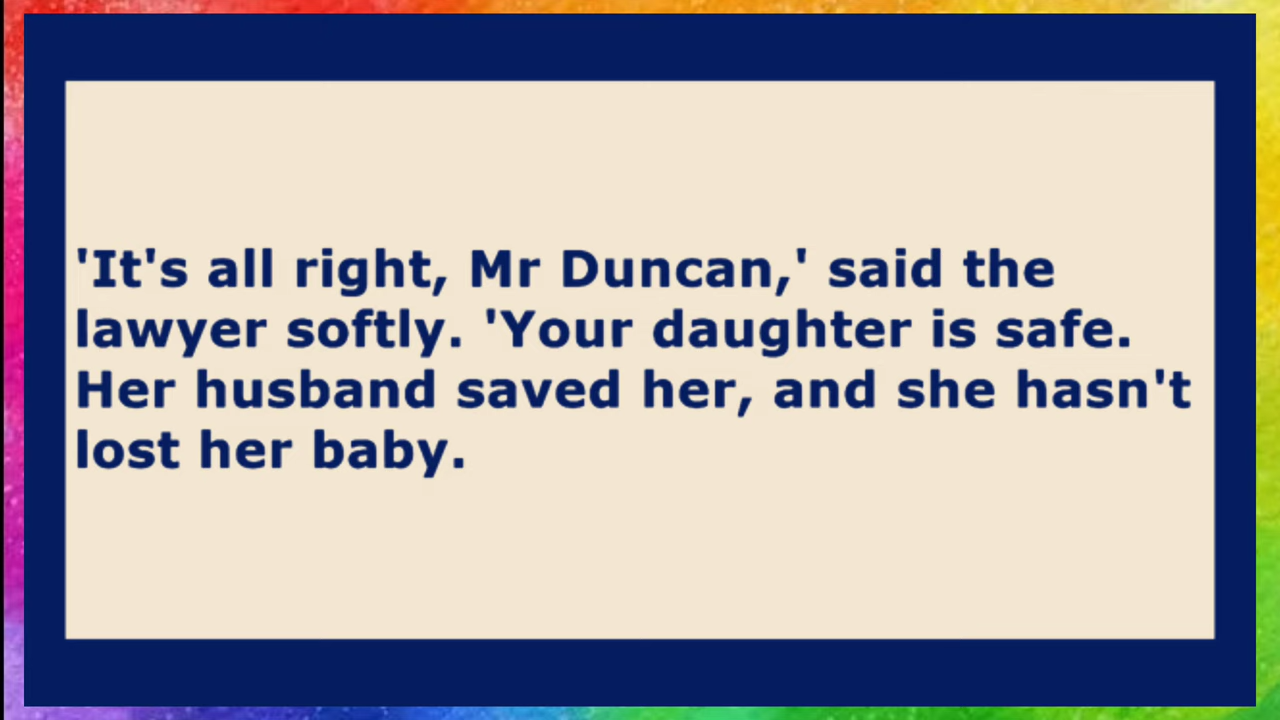 'It's all right, Mr Duncan,' said the
lawyer softly. 'Your daughter is safe.
Her husband saved her, and she hasn't
lost her baby.